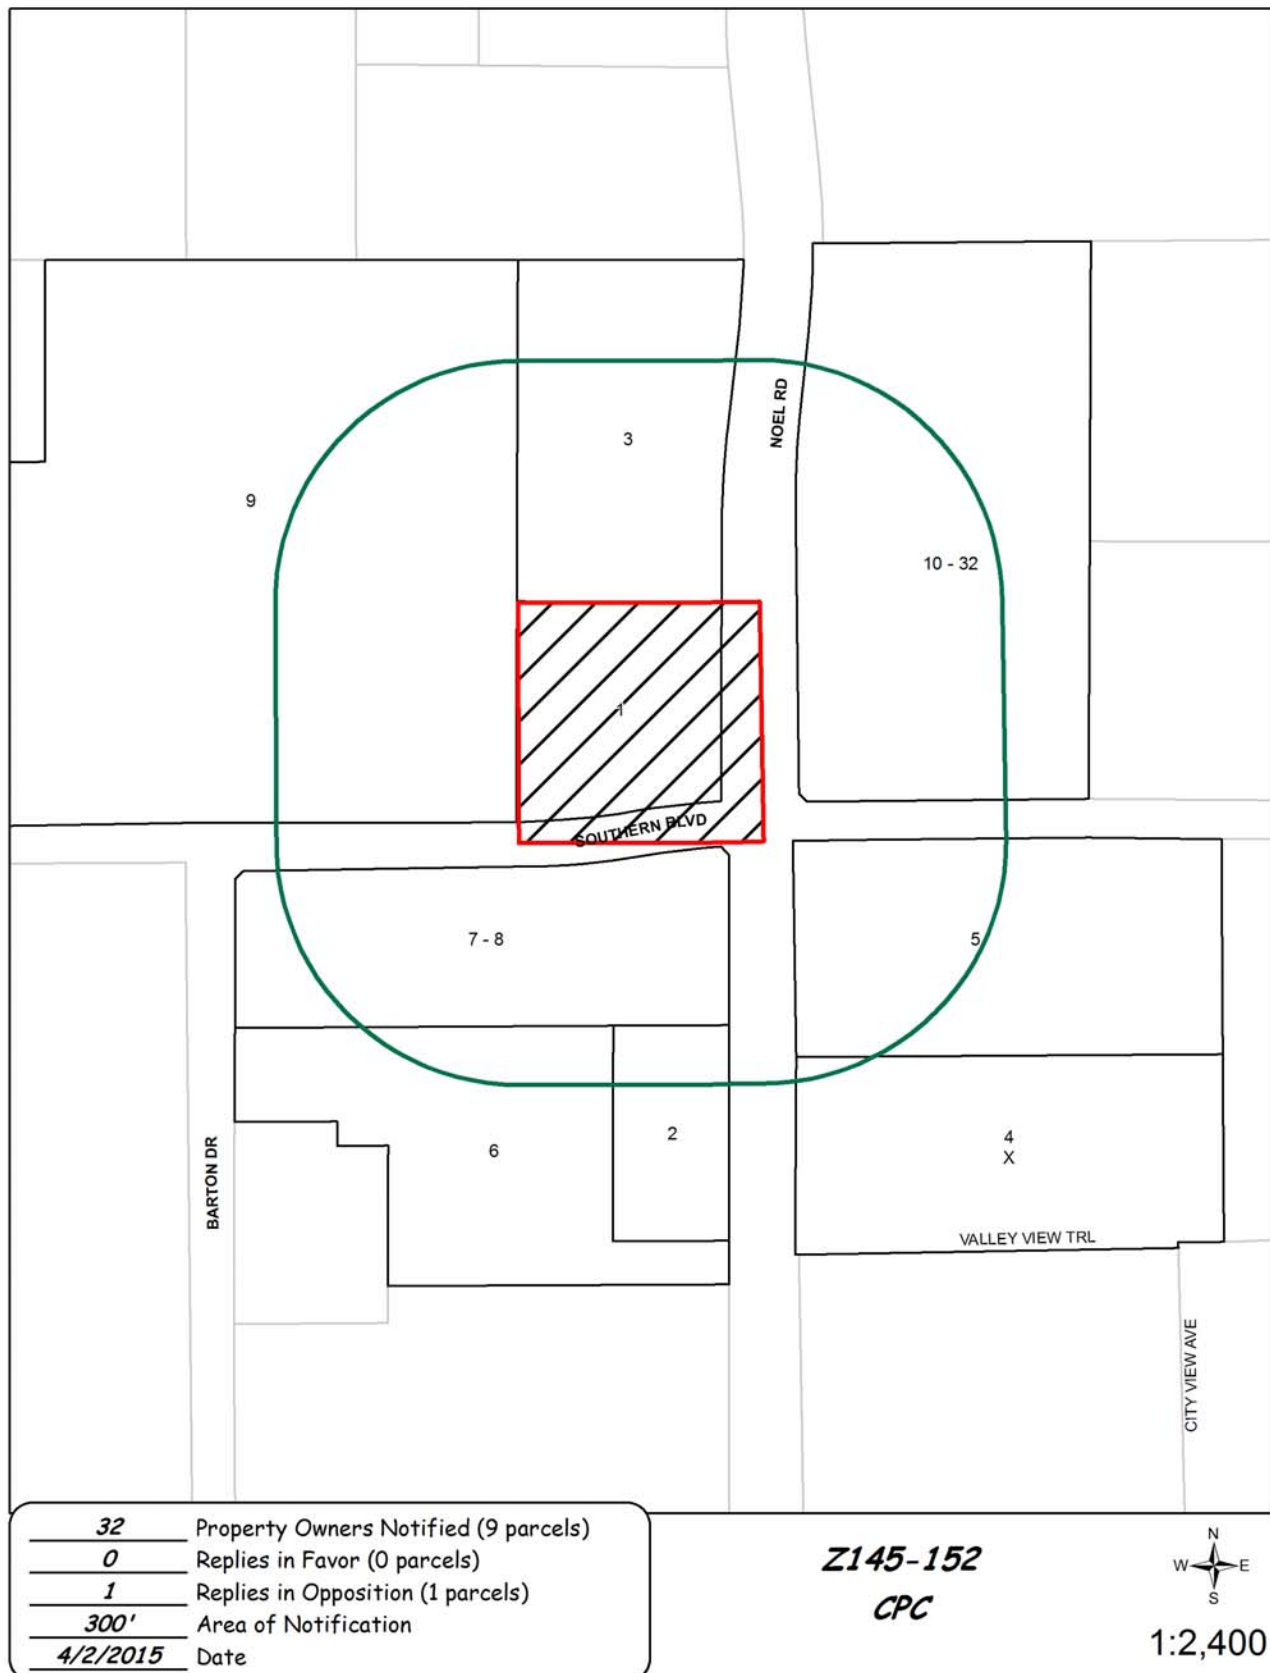 NOEL RD
3
9
10 - 32
1
SOUTHERN BLVD
7 - 8
5
2
4
X
6
BARTON DR
VALLEY VIEW TRL
CITY VIEW AVE
32 Property Owners Notified (9 parcels)
0 Replies in Favor (0 parcels)
1 Replies in Opposition (1 parcels)
300' Area of Notification
4/2/2015 Date
Z145-152
CPC
N
W E
S
1:2,400